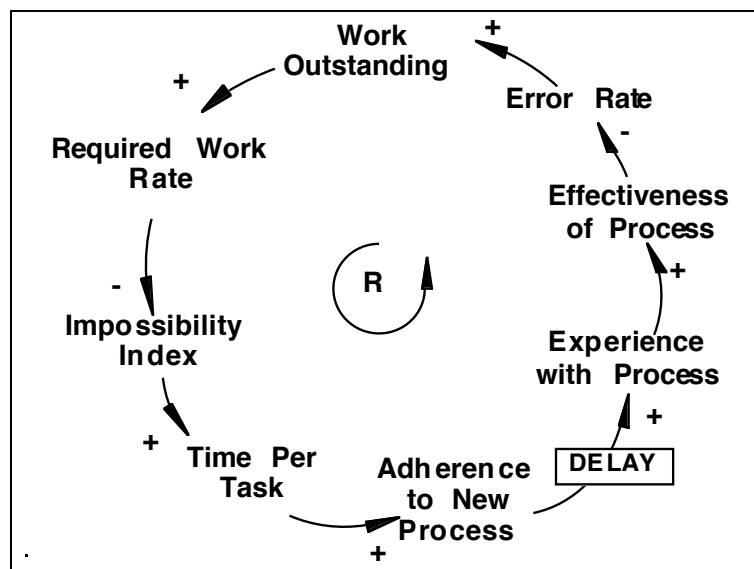 Work
Outstanding
+
Required Work
Rate
-
Impossibility
Index
+
Time Per
Task
+
Adherence
to New
Process
DELAY
+
Experience
with Process
+
Effectiveness
of Process
-
Error Rate
+
R
.